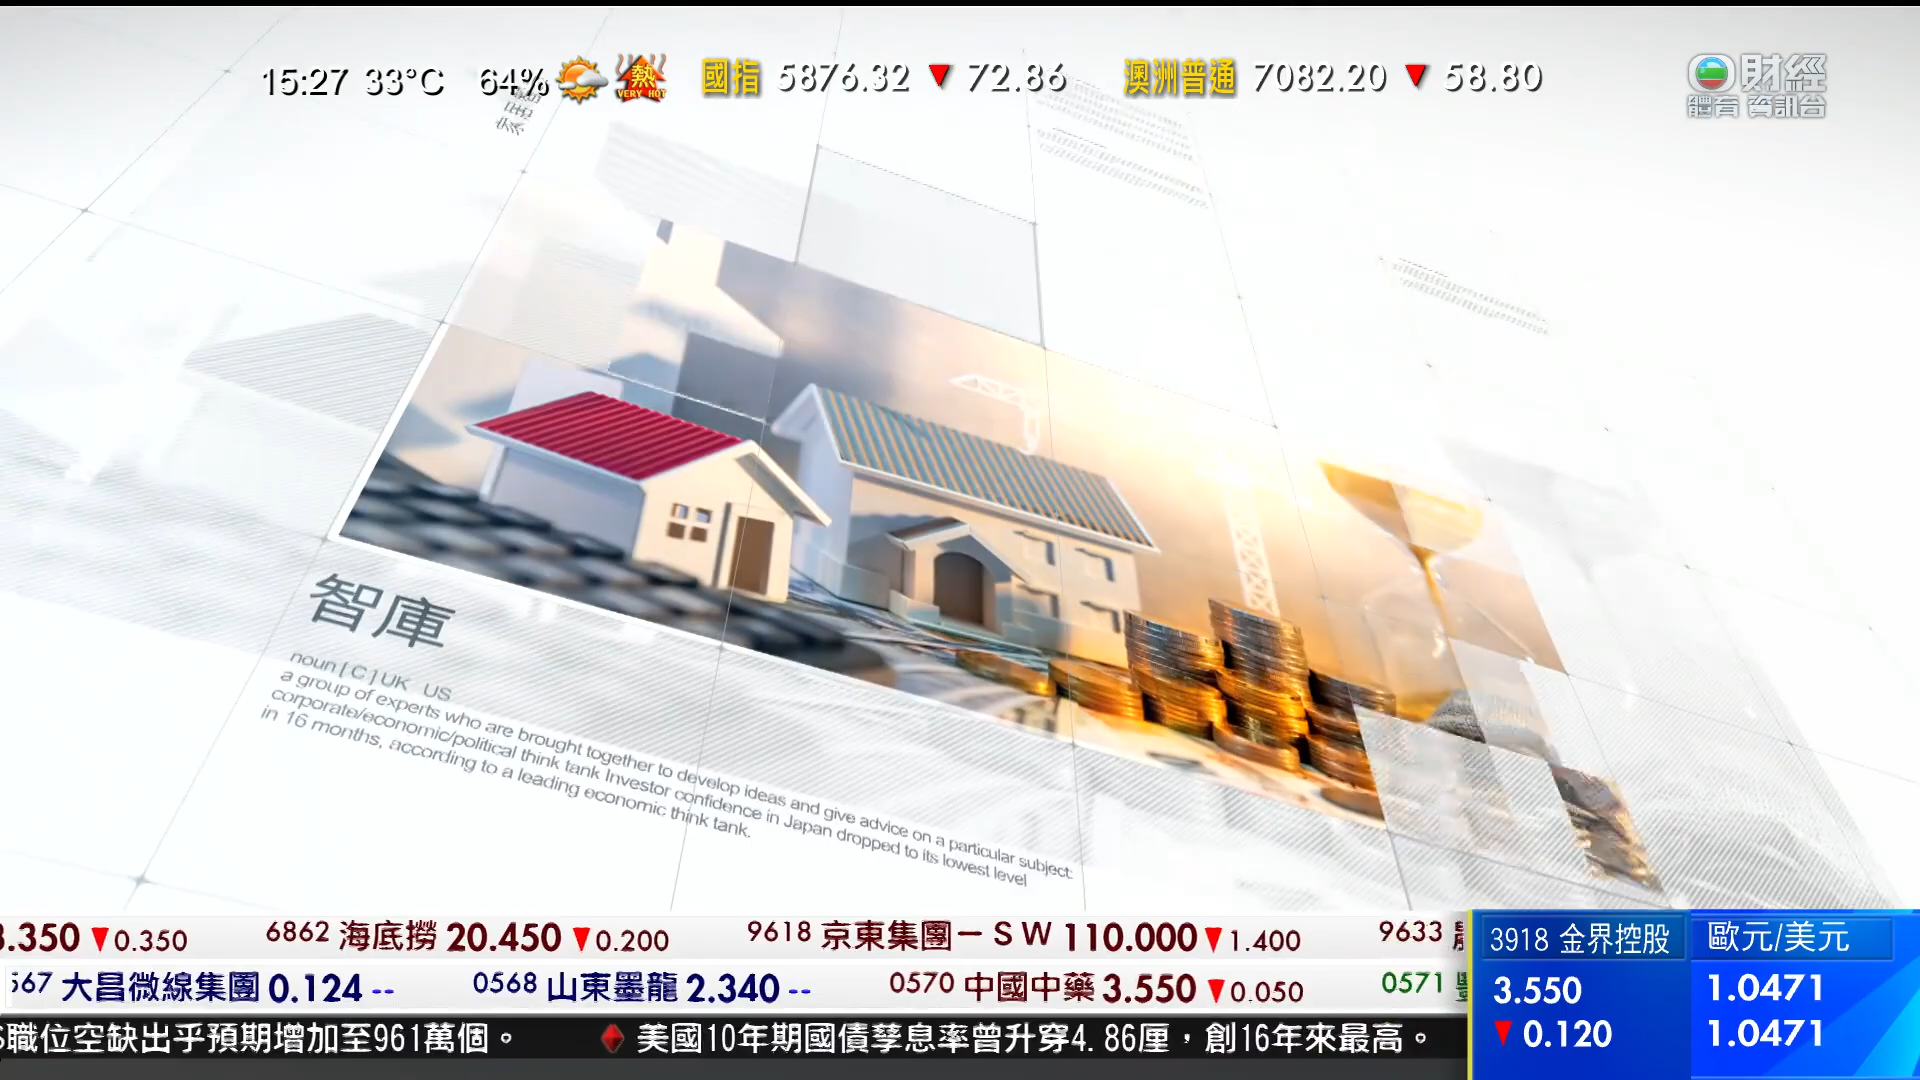 15:27 33°C 64% 熱 VERY HOT 國指 5876.32 ▼ 72.86 澳洲普通 7082.20 ▼ 58.80
財經
體育 資訊台
智庫
noun [ C ] UK US
a group of experts who are brought together to develop ideas and give advice on a particular subject:
corporate/economic/political think tank Investor confidence in Japan dropped to its lowest level
in 16 months, according to a leading economic think tank.
.350 ▼ 0.350 6862 海底撈 20.450 ▼ 0.200 9618 京東集團－ＳＷ 110.000 ▼ 1.400 9633
567 大昌微線集團 0.124 -- 0568 山東墨龍 2.340 -- 0570 中國中藥 3.550 ▼ 0.050 0571
職位空缺出乎預期增加至961萬個。 美國10年期國債孳息率曾升穿4.86厘，創16年來最高。
3918 金界控股
3.550
▼ 0.120
歐元/美元
1.0471
1.0471